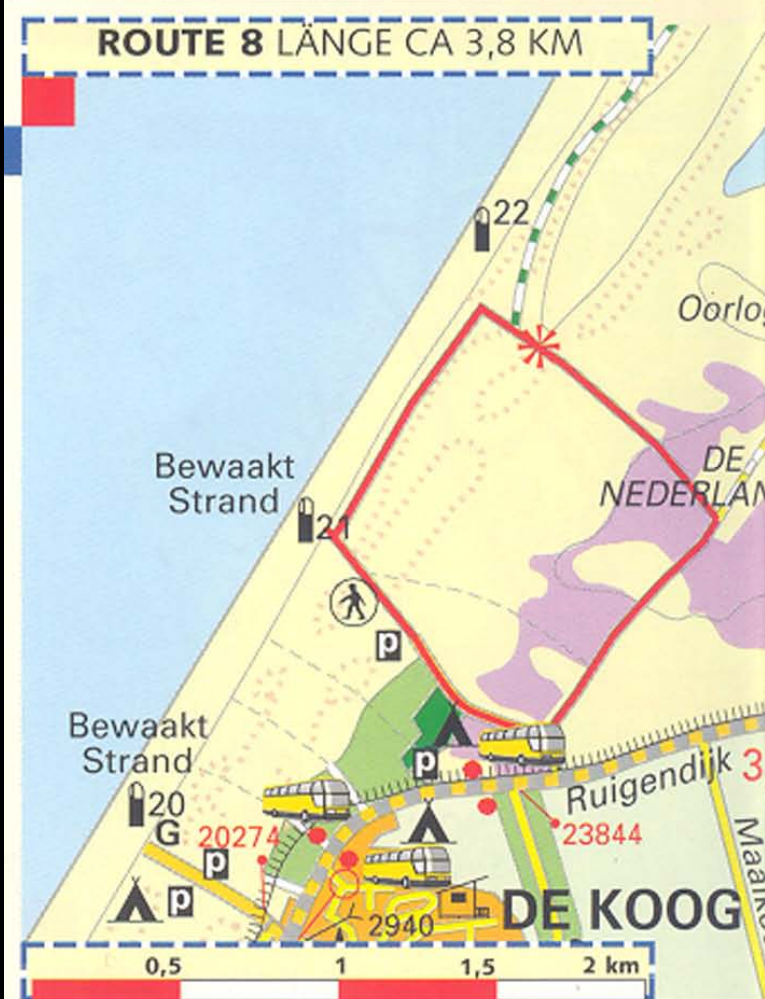 ROUTE 8 LÄNGE CA 3,8 KM
22
Oorlog
Bewaakt
Strand
21
DE
NEDERLAN
P
Bewaakt
Strand
20
G
P
Ruigendijk
3
20274
23844
P
P
DE KOOG
2940
0,5 1 1,5 2 km